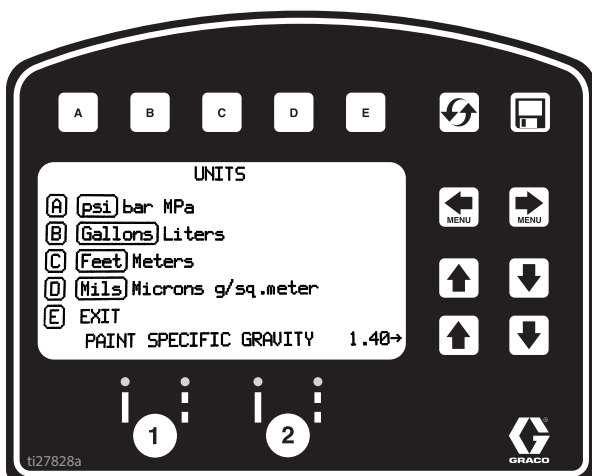 A B C D E
UNITS
A psi bar MPa
MENU MENU
B Gallons Liters
C Feet Meters
D Mils Microns g/sq.meter
E EXIT
PAINT SPECIFIC GRAVITY 1.40→
1 2
ti27828a
GRACO